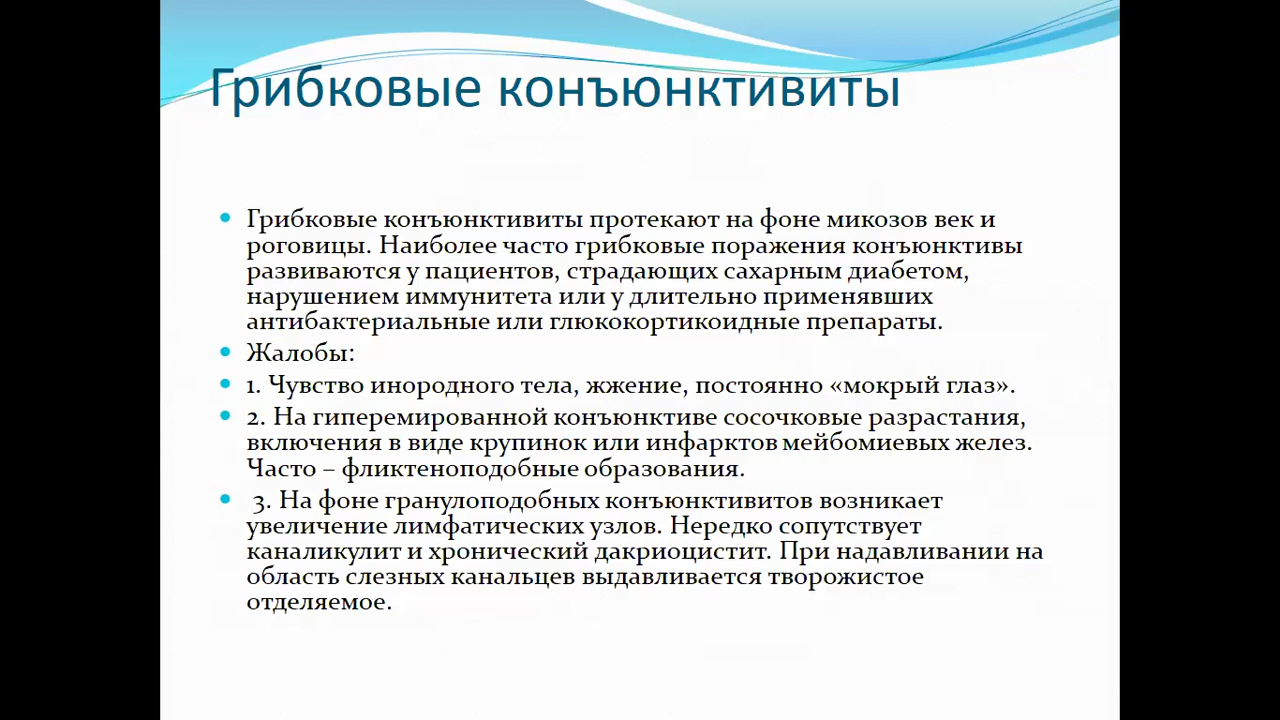 Грибковые конъюнктивиты
Грибковые конъюнктивиты протекают на фоне микозов век и
роговицы. Наиболее часто грибковые поражения конъюнктивы
развиваются у пациентов, страдающих сахарным диабетом,
нарушением иммунитета или у длительно применявших
антибактериальные или глюкокортикоидные препараты.
Жалобы:
1. Чувство инородного тела, жжение, постоянно «мокрый глаз».
2. На гиперемированной конъюнктиве сосочковые разрастания,
включения в виде крупинок или инфарктов мейбомиевых желез.
Часто – фликтеноподобные образования.
3. На фоне гранулоподобных конъюнктивитов возникает
увеличение лимфатических узлов. Нередко сопутствует
каналикулит и хронический дакриоцистит. При надавливании на
область слезных канальцев выдавливается творожистое
отделяемое.